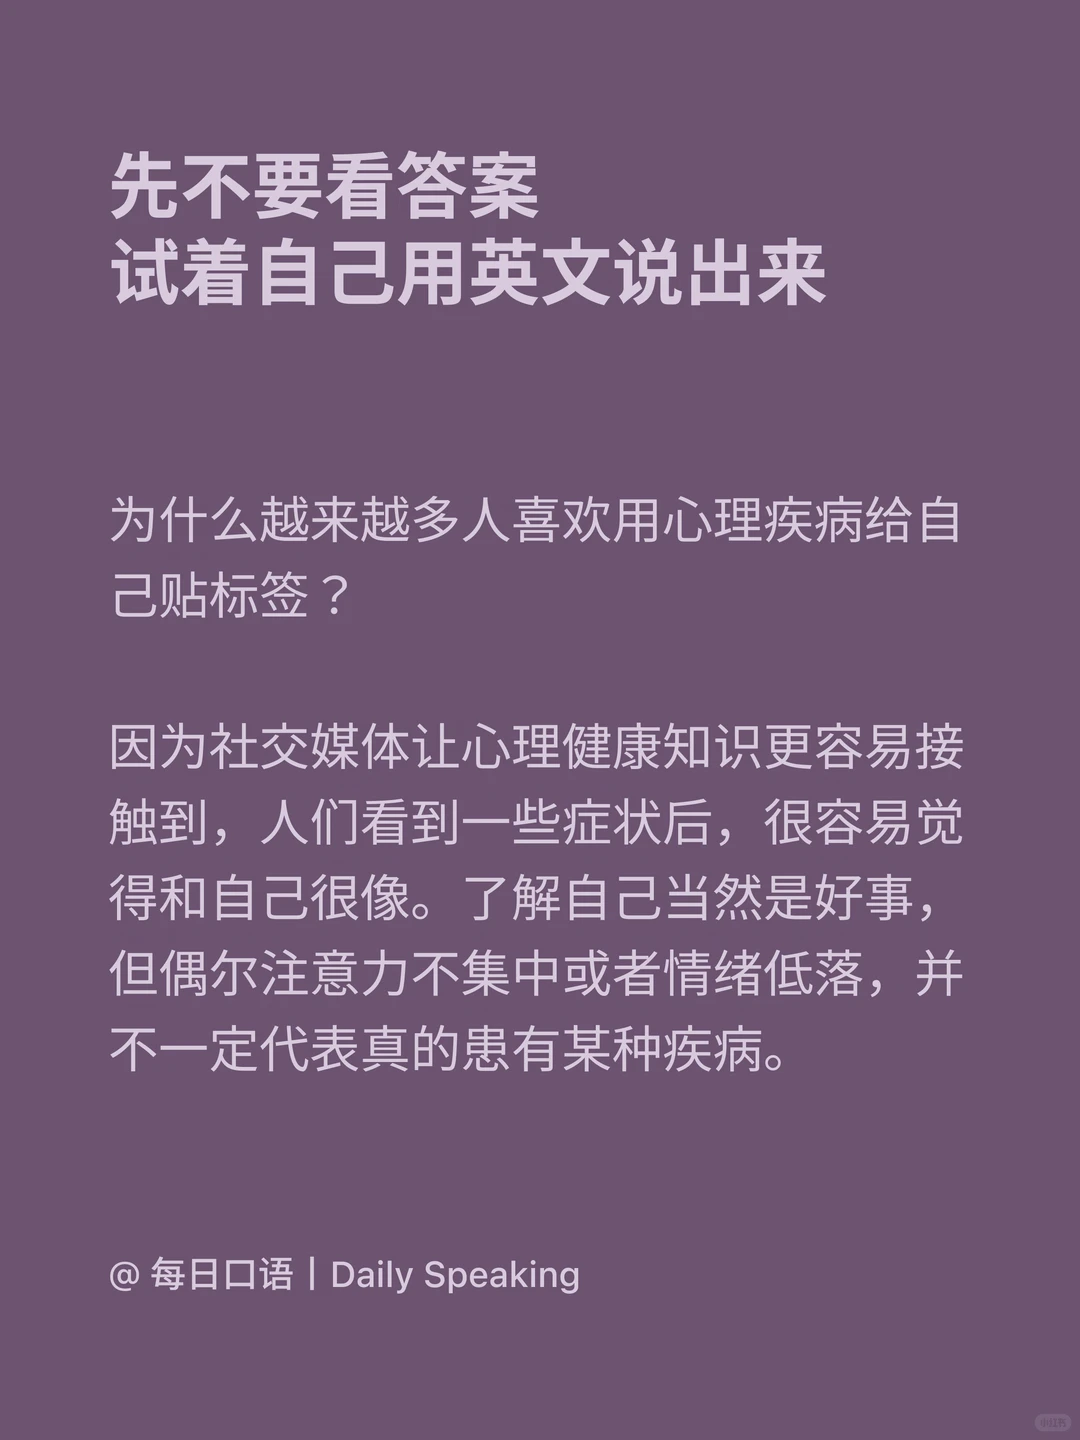 先不要看答案
试着自己用英文说出来
为什么越来越多人喜欢用心理疾病给自
己贴标签？
因为社交媒体让心理健康知识更容易接
触到，人们看到一些症状后，很容易觉
得和自己很像。了解自己当然是好事，
但偶尔注意力不集中或者情绪低落，并
不一定代表真的患有某种疾病。
@ 每日口语｜Daily Speaking
小红书